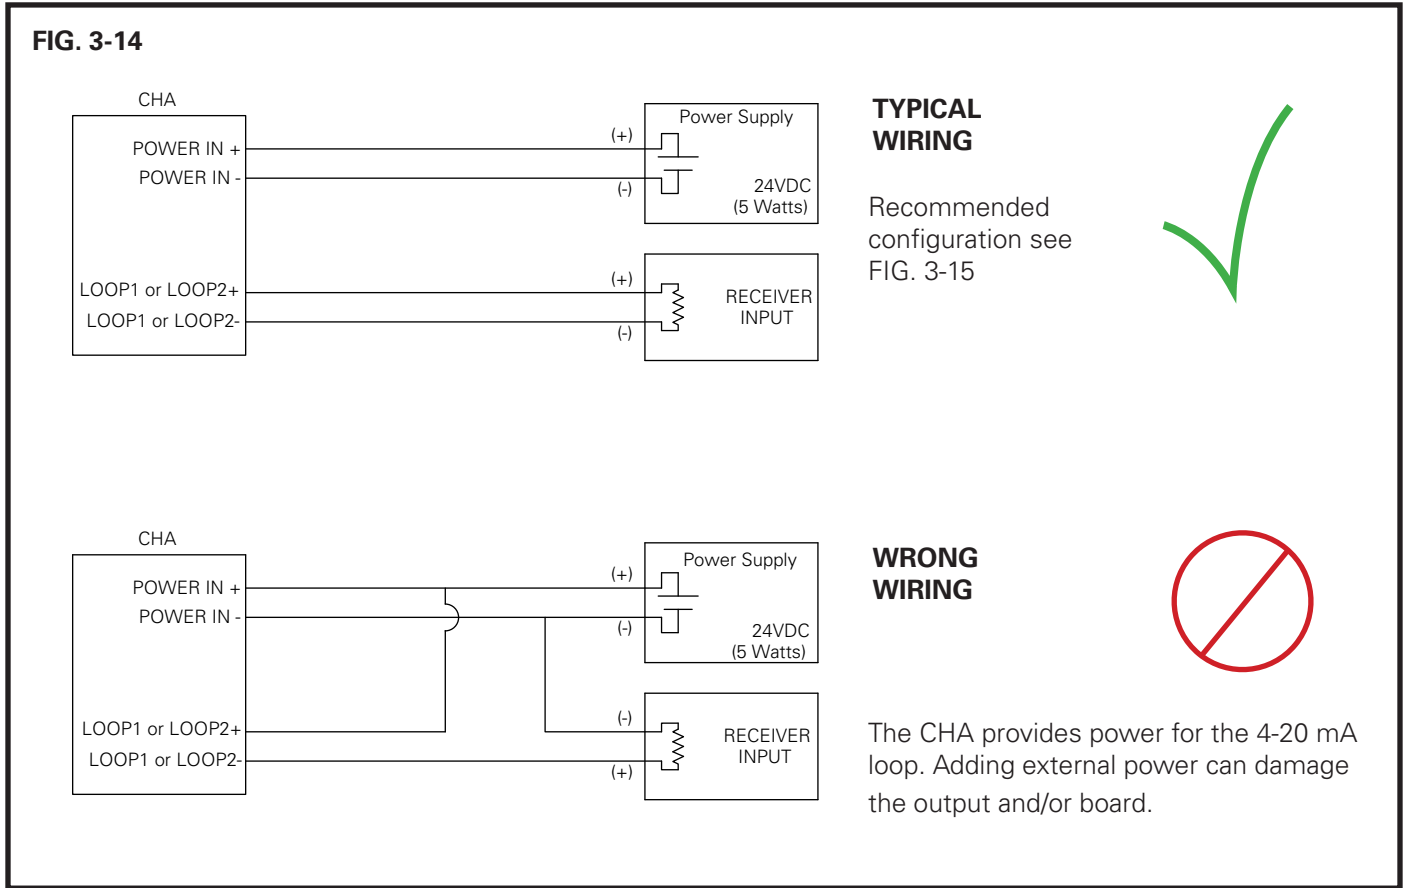 FIG. 3-14
CHA
POWER IN +
POWER IN -
LOOP1 or LOOP2+
LOOP1 or LOOP2-
(+)
(-)
Power Supply
24VDC
(5 Watts)
(+)
(-)
RECEIVER
INPUT
TYPICAL
WIRING
Recommended
configuration see
FIG. 3-15
CHA
POWER IN +
POWER IN -
LOOP1 or LOOP2+
LOOP1 or LOOP2-
(+)
(-)
Power Supply
24VDC
(5 Watts)
(-)
(+)
RECEIVER
INPUT
WRONG
WIRING
The CHA provides power for the 4-20 mA
loop. Adding external power can damage
the output and/or board.